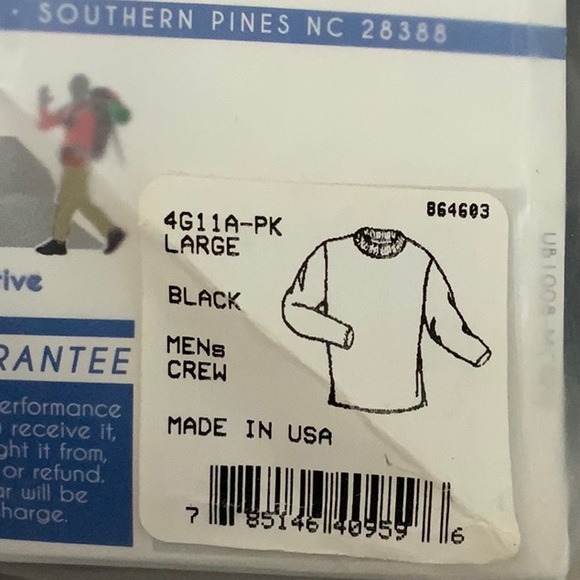 · SOUTHERN PINES NC 28388
864603
4G11A-PK
LARGE
BLACK
MENs
CREW
MADE IN USA
7 85146 40959 6
rive
RANTEE
erformance
receive it,
ght it from,
or refund.
ar will be
harge.